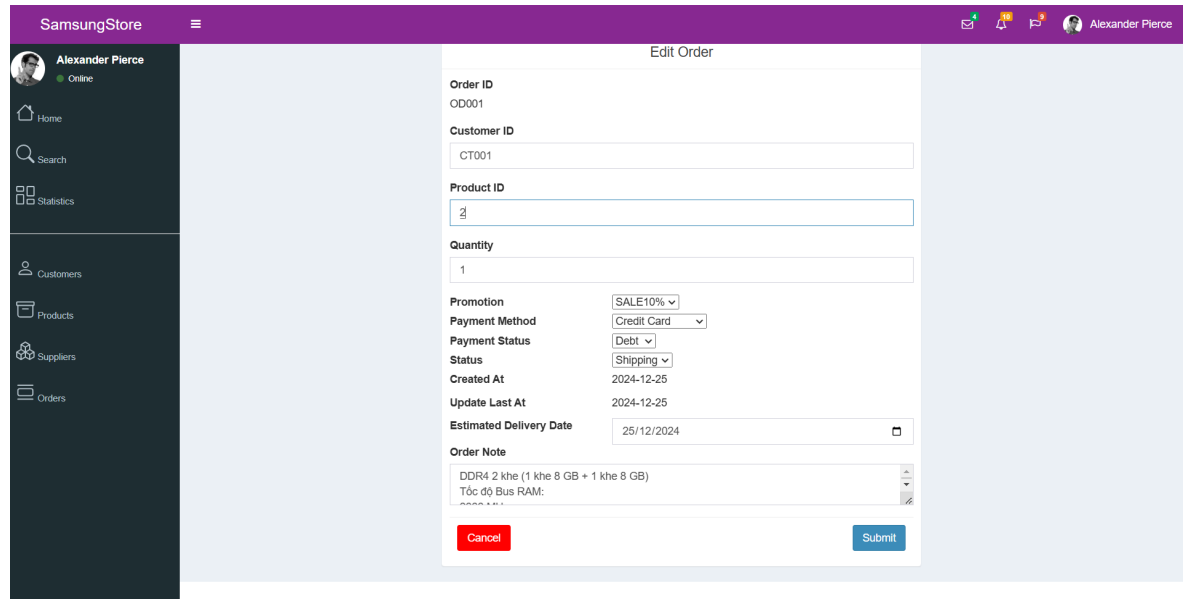 SamsungStore
4
10
9
Alexander Pierce
Alexander Pierce
Online
Home
Search
Statistics
Customers
Products
Suppliers
Orders
Edit Order
Order ID
OD001
Customer ID
CT001
Product ID
2
Quantity
1
Promotion SALE10%
Payment Method Credit Card
Payment Status Debt
Status Shipping
Created At 2024-12-25
Update Last At 2024-12-25
Estimated Delivery Date 25/12/2024
Order Note
DDR4 2 khe (1 khe 8 GB + 1 khe 8 GB)
Tốc độ Bus RAM:
Cancel Submit